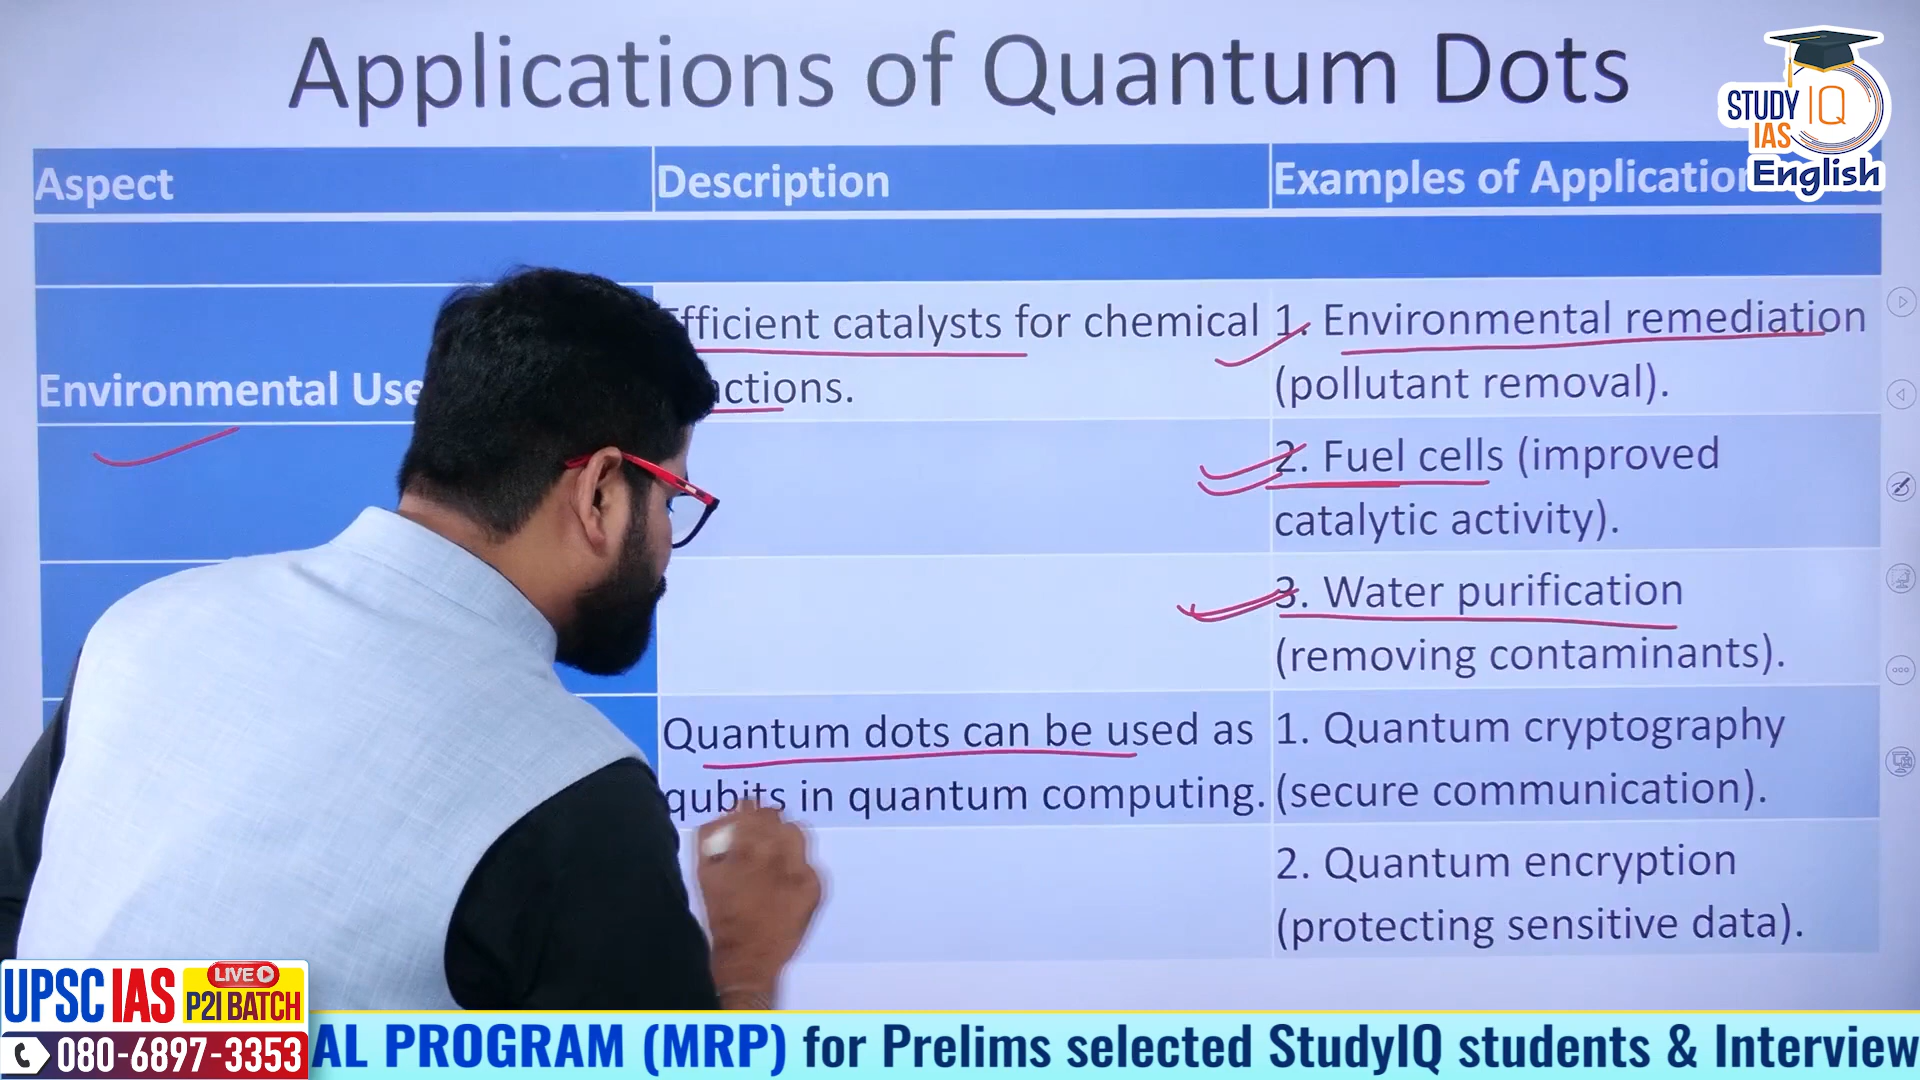 Applications of Quantum Dots
STUDY IQ
IAS
English
Aspect
Description
Examples of Application
Environmental Use
Efficient catalysts for chemical
actions.
1. Environmental remediation
(pollutant removal).
2. Fuel cells (improved
catalytic activity).
3. Water purification
(removing contaminants).
Quantum dots can be used as
qubits in quantum computing.
1. Quantum cryptography
(secure communication).
2. Quantum encryption
(protecting sensitive data).
UPSC IAS LIVE
P2I BATCH
080-6897-3353
AL PROGRAM (MRP) for Prelims selected StudyIQ students & Interview